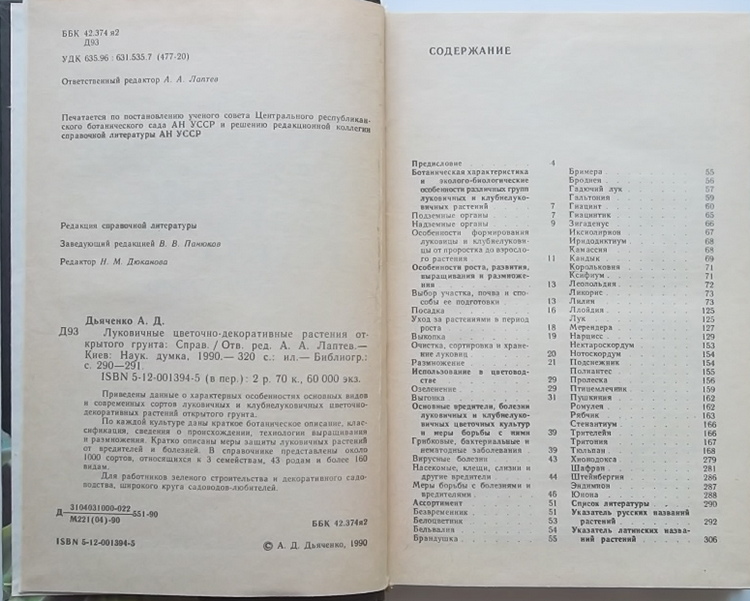 ББК 42.374 я2
Д93
УДК 635.96 : 631.535.7 (477-20)
Ответственный редактор А. А. Лаптев
Печатается по постановлению ученого совета Центрального республикан-
ского ботанического сада АН УССР и решению редакционной коллегии
справочной литературы АН УССР
Редакция справочной литературы
Заведующий редакцией В. В. Панюков
Редактор Н. М. Дюканова
Дьяченко А. Д.
Д93 Луковичные цветочно-декоративные растения от-
крытого грунта: Справ./Отв. ред. А. А. Лаптев.—
Киев: Наук. думка, 1990.— 320 с.: ил.— Библиогр.:
с. 290—291.
ISBN 5-12-001394-5 (в пер.): 2 р. 70 к., 60 000 экз.
Приведены данные о характерных особенностях основных видов
и современных сортов луковичных и клубнелуковичных цветочно-
декоративных растений открытого грунта.
По каждой культуре даны краткое ботаническое описание, клас-
сификация, сведения о происхождении, технологии выращивания
и размножении. Кратко описаны меры защиты луковичных растений
от вредителей и болезней. В справочнике представлены около
1000 сортов, относящихся к 3 семействам, 43 родам и более 160
видам.
Для работников зеленого строительства и декоративного садо-
водства, широкого круга садоводов-любителей.
Д 3104031000-022
М221(04)-90 551-90
ББК 42.374я2
ISBN 5-12-001394-5
© А. Д. Дьяченко, 1990
СОДЕРЖАНИЕ
Предисловие 4
Ботаническая характеристика
и эколого-биологические
особенности различных групп
луковичных и клубнелуко-
вичных растений 7
Подземные органы 7
Надземные органы 9
Особенности формирования
луковицы и клубнелукови-
цы от проростка до взросло-
го растения 11
Особенности роста, развития,
выращивания и размноже-
ния 13
Выбор участка, почва и спо-
собы ее подготовки 13
Посадка 16
Уход за растениями в период
роста 18
Выкопка 19
Очистка, сортировка и хране-
ние луковиц 20
Размножение 21
Использование в цветовод-
стве 29
Озеленение 29
Выгонка 31
Основные вредители, болезни
луковичных и клубнелуко-
вичных цветочных культур
и меры борьбы с ними 39
Грибковые, бактериальные и
нематодные заболевания 39
Вирусные болезни 43
Насекомые, клещи, слизни и
другие вредители 44
Меры борьбы с болезнями и
вредителями 46
Ассортимент 51
Безвременник 51
Белоцветник 53
Бельвалия 54
Брандушка 55
Бримера 55
Бродиея 56
Гадючий лук 57
Гальтония 59
Гиацинт 60
Гиацинтик 65
Зигаденус 66
Иксиолирион 67
Иридодиктиум 68
Камассия 68
Кандык 69
Корольковия 71
Ксифиум 71
Леопольдия 72
Ликорис 72
Лилия 73
Ллойдия 125
Лук 125
Мерендера 127
Нарцисс 129
Нектароскордум 153
Нотоскордум 154
Подснежник 154
Полиантес 155
Пролеска 156
Птицемлечник 159
Пушкиния 162
Ромулея 162
Рябчик 163
Стенантиум 166
Трителейя 166
Тритония 167
Тюльпан 168
Хионодокса 279
Шафран 281
Штейнбергия 286
Эндимион 287
Юнона 288
Список литературы 290
Указатель русских названий
растений 292
Указатель латинских назва-
ний растений 306